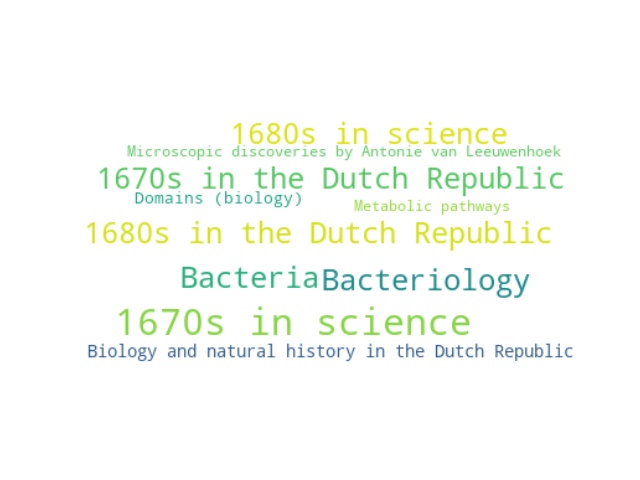 1680s in science
Microscopic discoveries by Antonie van Leeuwenhoek
1670s in the Dutch Republic
Domains (biology)
Metabolic pathways
1680s in the Dutch Republic
Bacteria
Bacteriology
1670s in science
Biology and natural history in the Dutch Republic